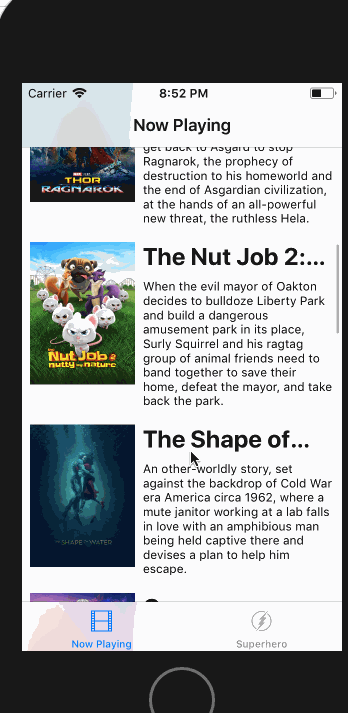 Carrier 8:52 PM
Now Playing
get back to Asgard to stop
Ragnarok, the prophecy of
destruction to his homeworld and
the end of Asgardian civilization,
at the hands of an all-powerful
new threat, the ruthless Hela.
THOR
RAGNAROK
The Nut Job 2:...
When the evil mayor of Oakton
decides to bulldoze Liberty Park
and build a dangerous
amusement park in its place,
Surly Squirrel and his ragtag
group of animal friends need to
band together to save their
home, defeat the mayor, and take
back the park.
The Nut Job 2
nutty by nature
The Shape of...
An other-worldly story, set
against the backdrop of Cold War
era America circa 1962, where a
mute janitor working at a lab falls
in love with an amphibious man
being held captive there and
devises a plan to help him
escape.
THE SHAPE OF WATER
Now Playing
Superhero